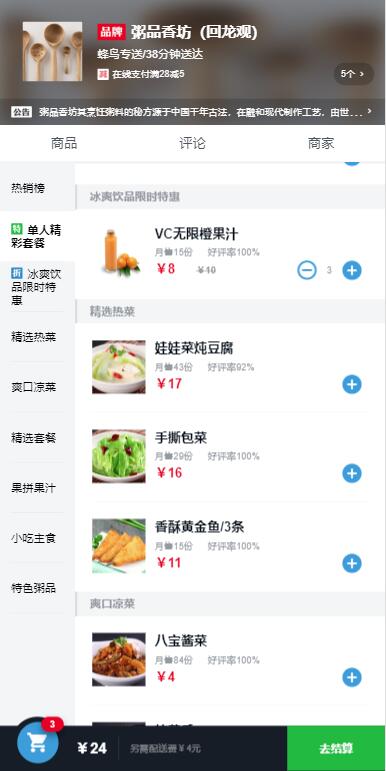 品牌 粥品香坊（回龙观）
蜂鸟专送/38分钟送达
减 在线支付满28减5
5个 >
公告 粥品香坊其烹饪粥料的秘方源于中国千年古法，在融和现代制作工艺，由世... >
商品 评论 商家
热销榜
特 单人精彩套餐
折 冰爽饮品限时特惠
精选热菜
爽口凉菜
精选套餐
果拼果汁
小吃主食
特色粥品
冰爽饮品限时特惠
VC无限橙果汁
月售15份 好评率100%
￥8 ￥10
3
精选热菜
娃娃菜炖豆腐
月售43份 好评率92%
￥17
手撕包菜
月售29份 好评率100%
￥16
香酥黄金鱼/3条
月售15份 好评率100%
￥11
爽口凉菜
八宝酱菜
月售84份 好评率100%
￥4
3
￥24 另需配送费￥4元 去结算